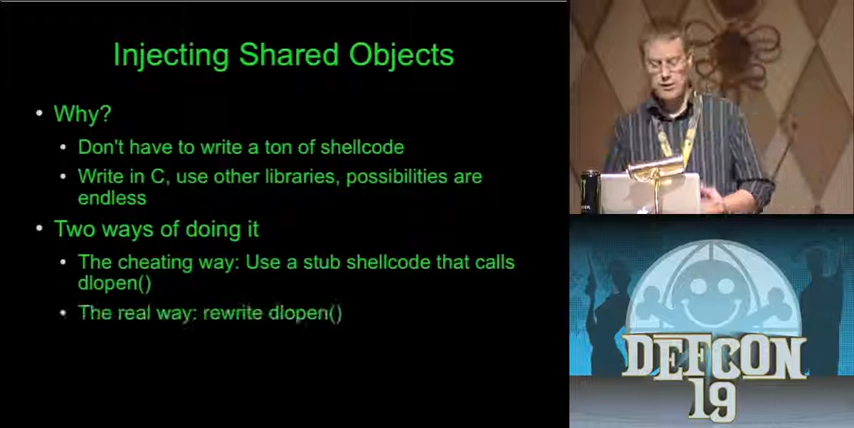 Injecting Shared Objects
• Why?
• Don't have to write a ton of shellcode
• Write in C, use other libraries, possibilities are
endless
• Two ways of doing it
• The cheating way: Use a stub shellcode that calls
dlopen()
• The real way: rewrite dlopen()
DEFCON
19